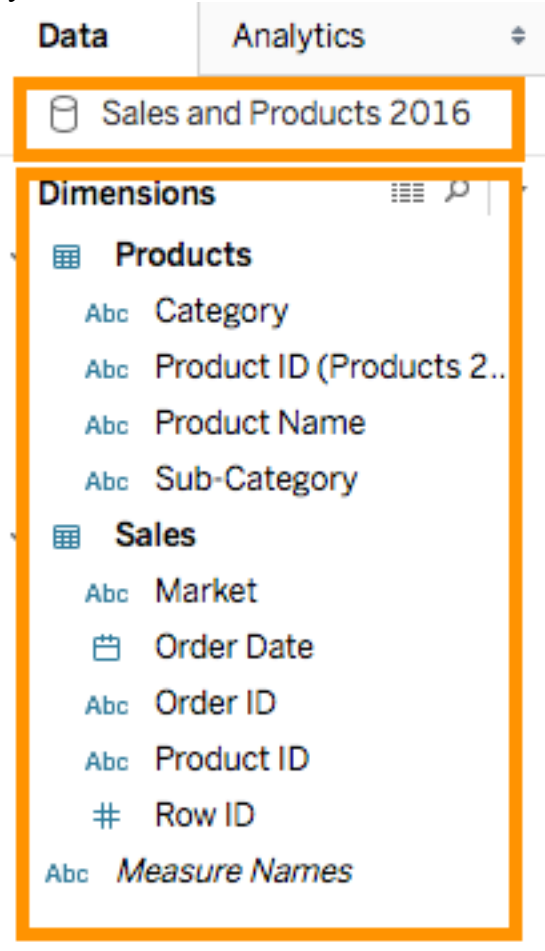 Data Analytics
Sales and Products 2016
Dimensions
Products
Abc Category
Abc Product ID (Products 2..
Abc Product Name
Abc Sub-Category
Sales
Abc Market
Order Date
Abc Order ID
Abc Product ID
# Row ID
Abc Measure Names